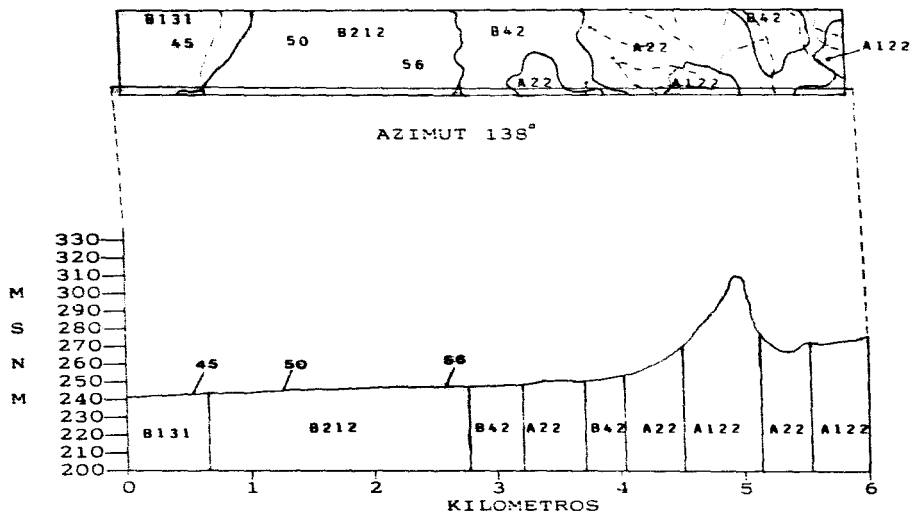 B131
45
50
B212
56
B42
A22
A22
A122
B42
A122
AZIMUT 138°
M S N M
330
320
310
300
290
280
270
260
250
240
230
220
210
200
45
50
56
B131
B212
B42
A22
B42
A22
A122
A22
A122
0 1 2 3 4 5 6
KILOMETROS